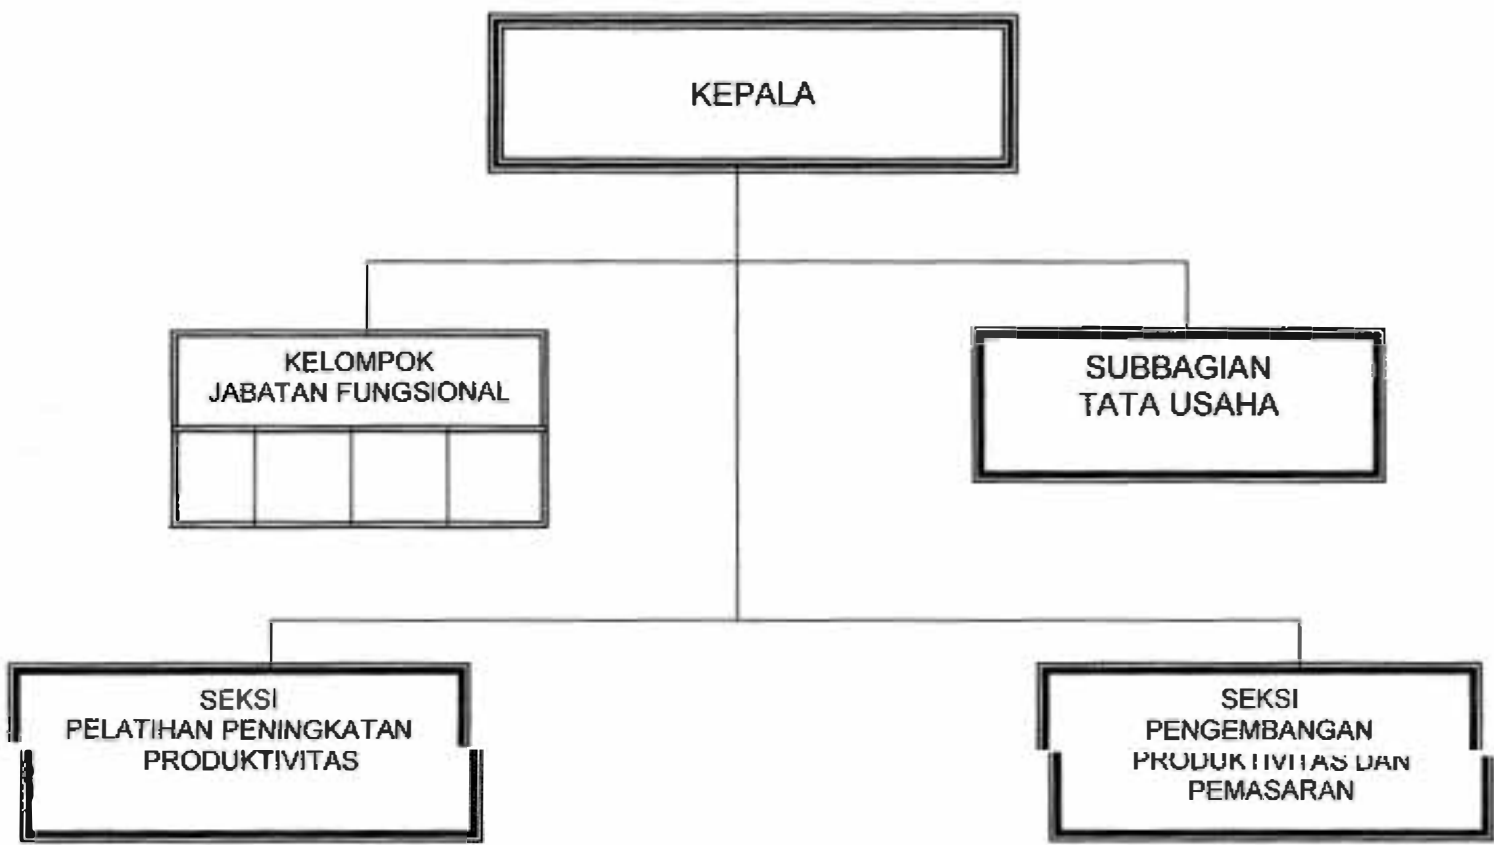 KEPALA
KELOMPOK
JABATAN FUNGSIONAL
SUBBAGIAN
TATA USAHA
SEKSI
PELATIHAN PENINGKATAN
PRODUKTIVITAS
SEKSI
PENGEMBANGAN
PRODUKTIVITAS DAN
PEMASARAN